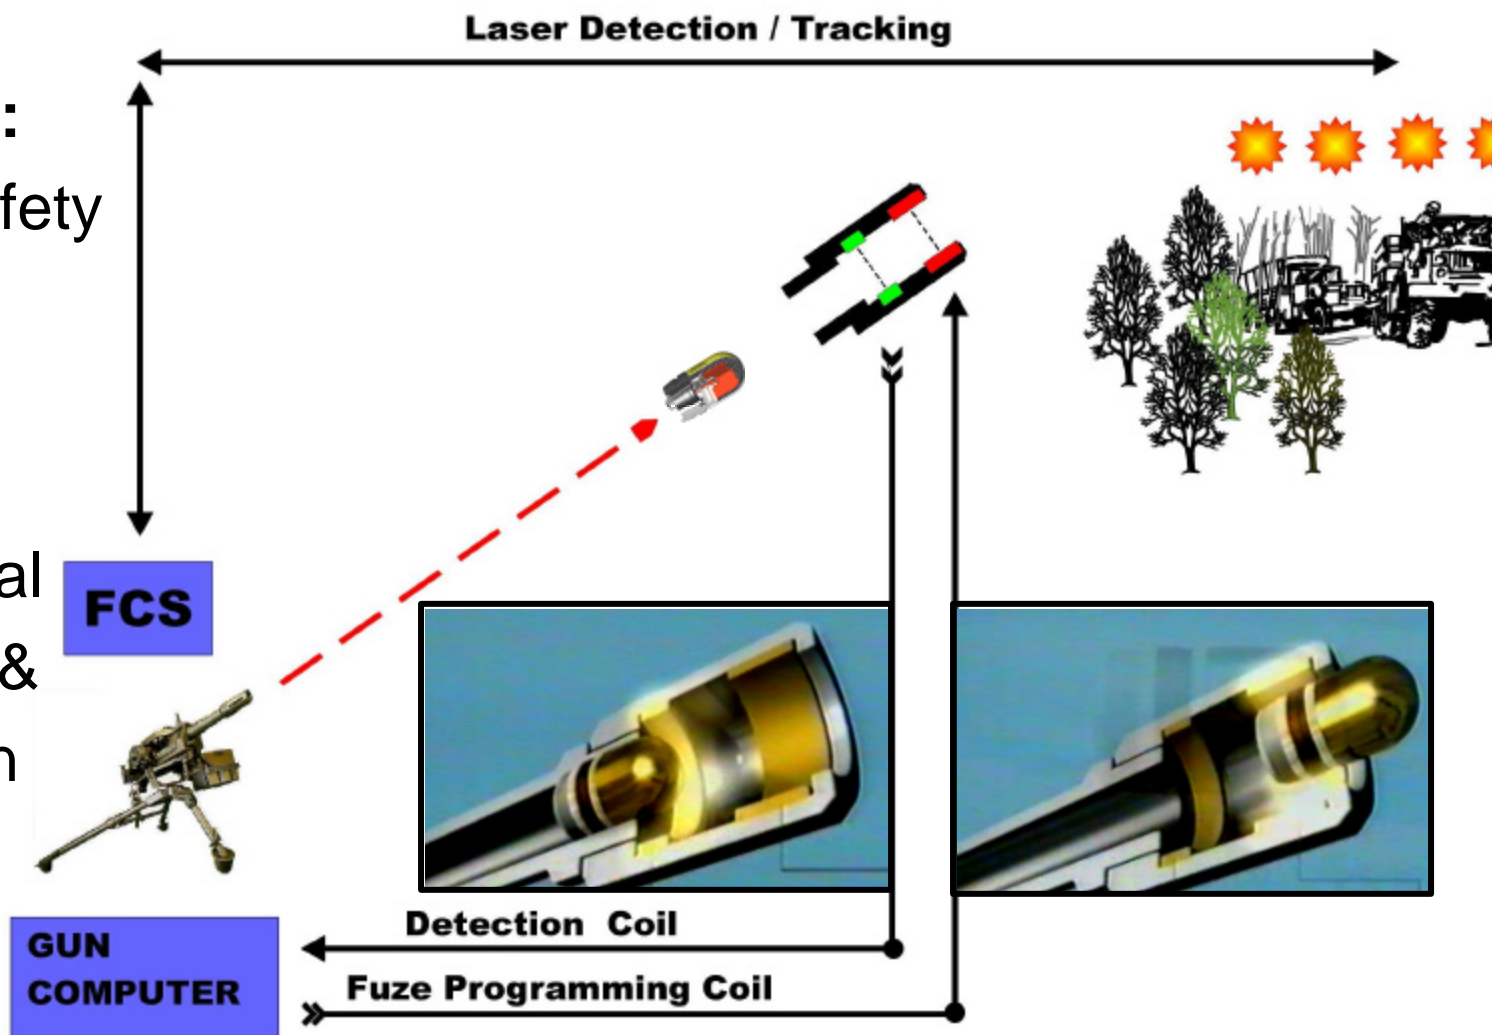 Laser Detection / Tracking
:
fety
al
FCS
&
n
Detection Coil
GUN
COMPUTER
Fuze Programming Coil